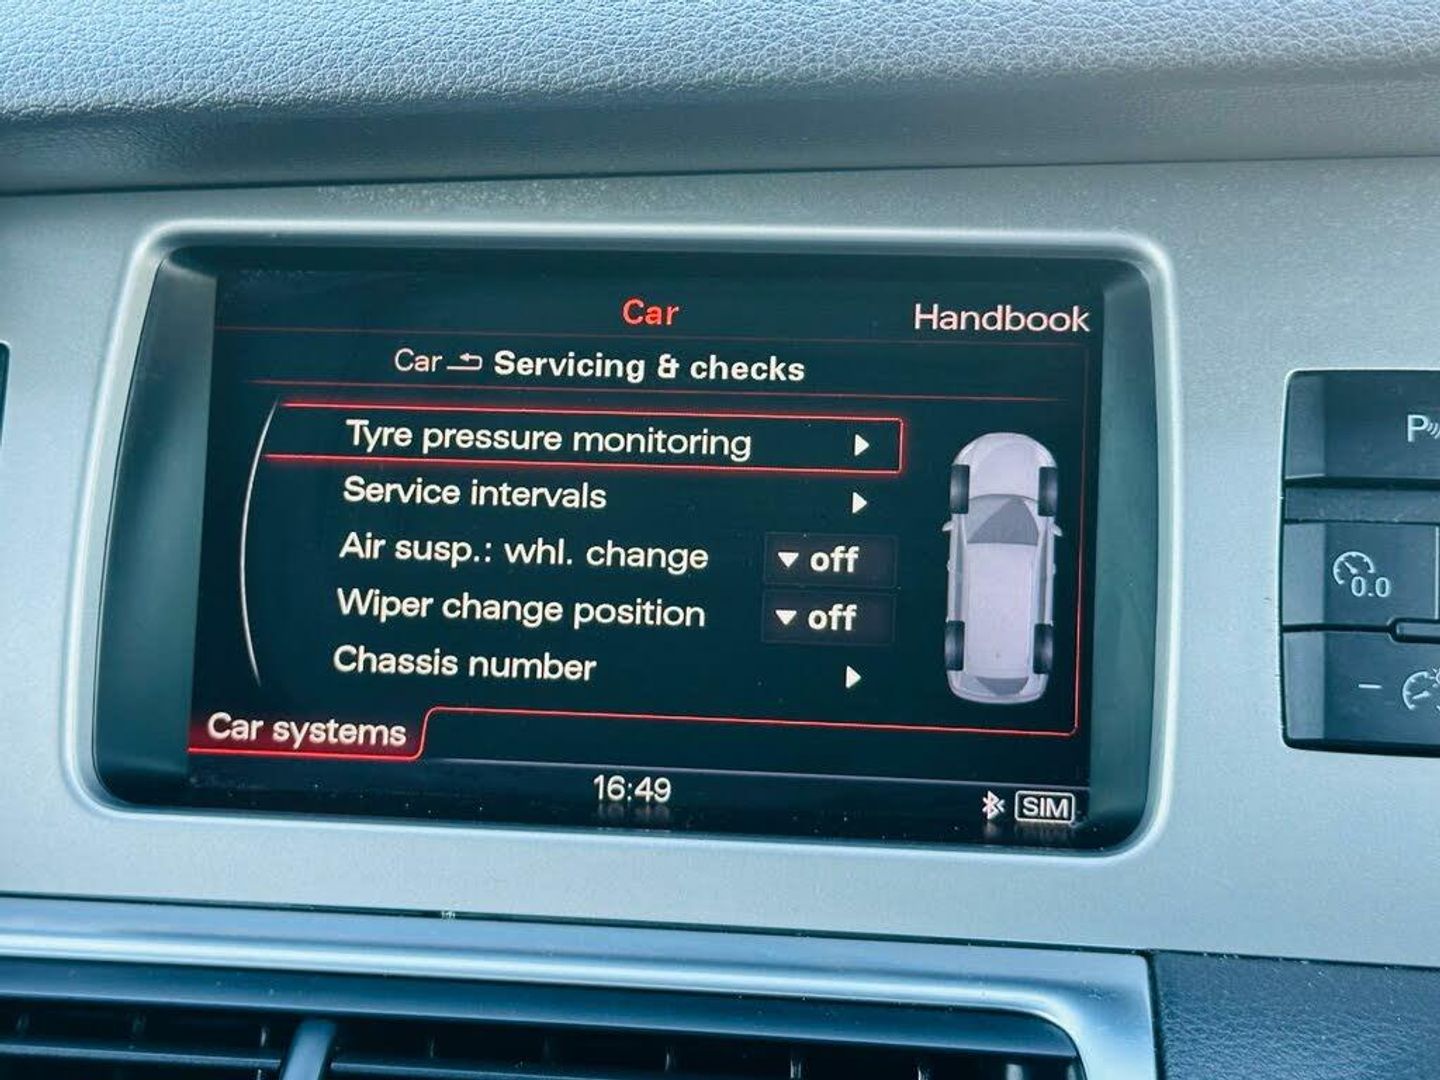 Car
Handbook
Car Servicing & checks
Tyre pressure monitoring
Service intervals
Air susp.: whl. change off
Wiper change position off
Chassis number
Car systems
16:49
SIM
P
0.0